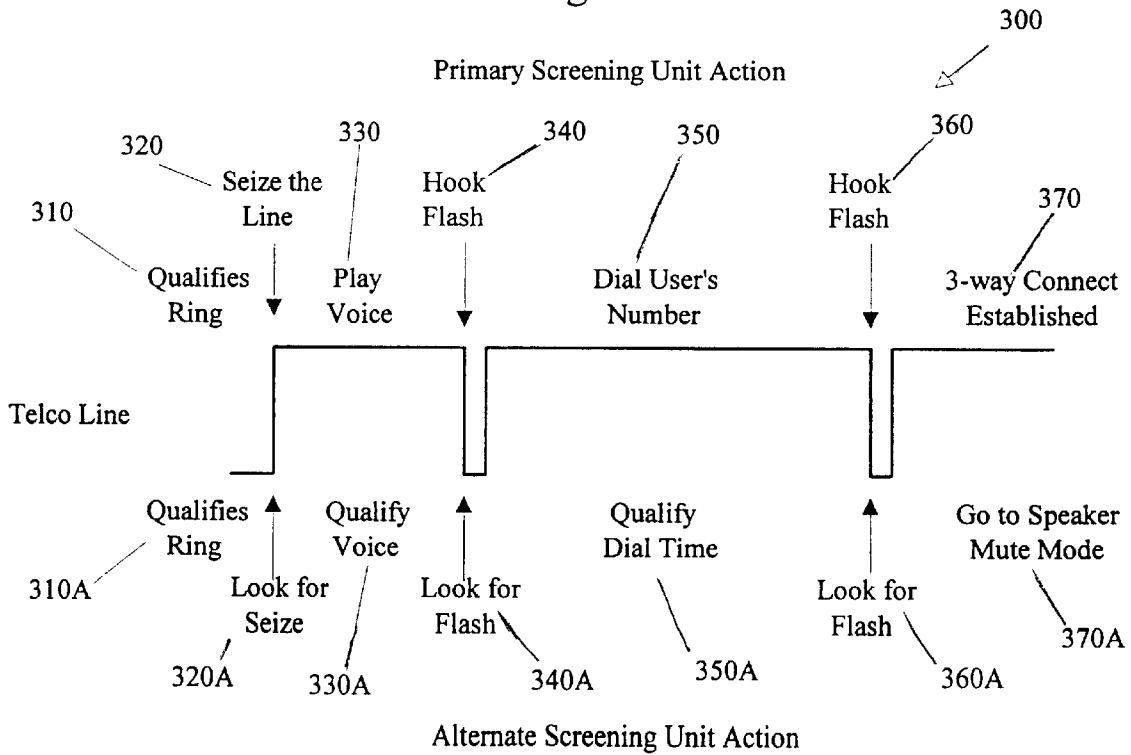 300
Primary Screening Unit Action
320
330
340
350
360
310
Seize the
Line
Hook
Flash
Hook
Flash
370
Qualifies
Ring
Play
Voice
Dial User's
Number
3-way Connect
Established
Telco Line
Qualifies
Ring
Qualify
Voice
Qualify
Dial Time
Go to Speaker
Mute Mode
310A
Look for
Seize
Look for
Flash
Look for
Flash
370A
320A
330A
340A
350A
360A
Alternate Screening Unit Action